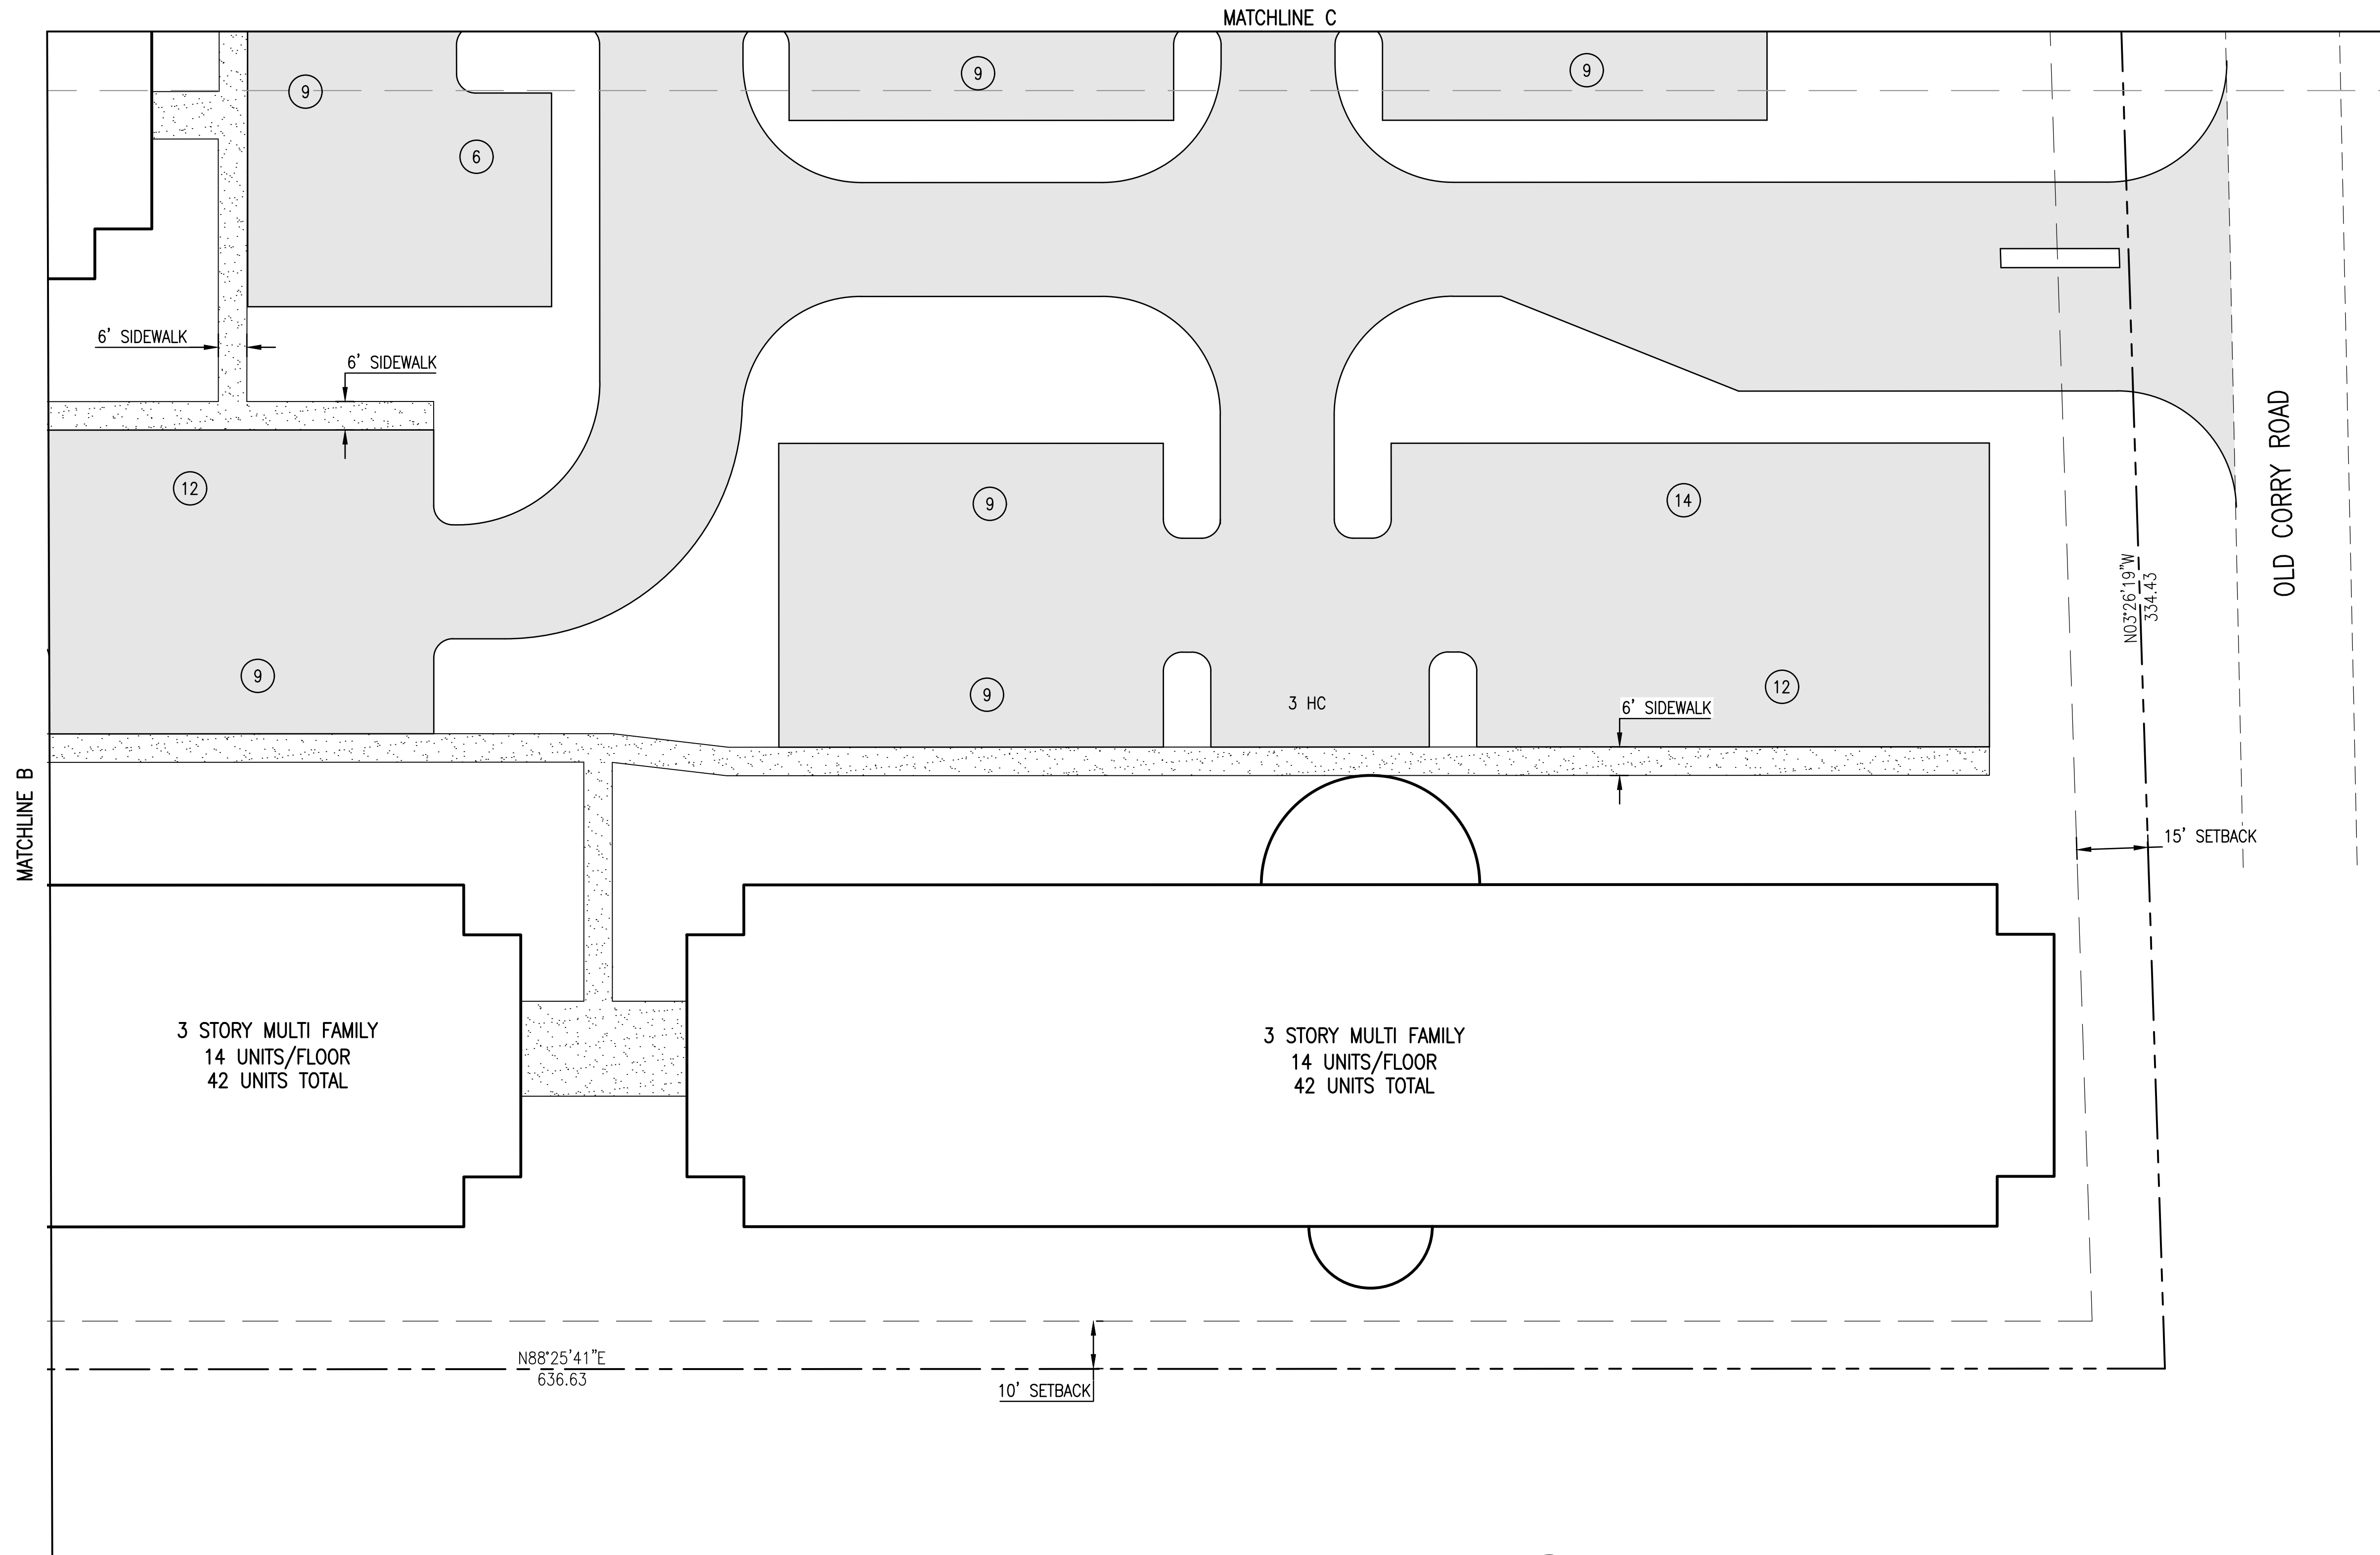 MATCHLINE C
9
9
9
6
6' SIDEWALK
6' SIDEWALK
12
9
14
OLD CORRY ROAD
N03°26'19"W
334.43
9
9
12
3 HC
6' SIDEWALK
MATCHLINE B
15' SETBACK
3 STORY MULTI FAMILY
14 UNITS/FLOOR
42 UNITS TOTAL
3 STORY MULTI FAMILY
14 UNITS/FLOOR
42 UNITS TOTAL
N88°25'41"E
636.63
10' SETBACK